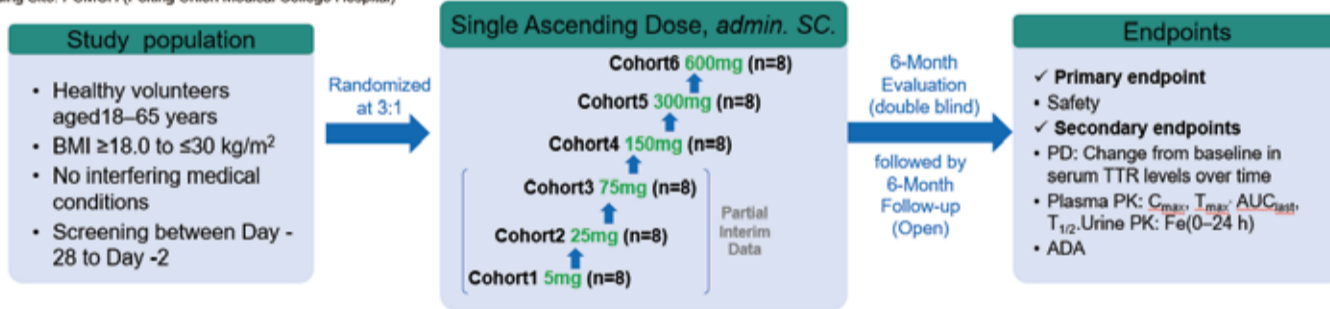 Study population
• Healthy volunteers
aged18–65 years
• BMI ≥18.0 to ≤30 kg/m²
• No interfering medical
conditions
• Screening between Day -
28 to Day -2
Randomized
at 3:1
Single Ascending Dose, admin. SC.
Cohort6 600mg (n=8)
Cohort5 300mg (n=8)
Cohort4 150mg (n=8)
Cohort3 75mg (n=8)
Cohort2 25mg (n=8)
Cohort1 5mg (n=8)
Partial
Interim
Data
6-Month
Evaluation
(double blind)
followed by
6-Month
Follow-up
(Open)
Endpoints
✓ Primary endpoint
• Safety
✓ Secondary endpoints
• PD: Change from baseline in
serum TTR levels over time
• Plasma PK: Cmax, Tmax, AUClast,
T1/2.Urine PK: Fe(0–24 h)
• ADA